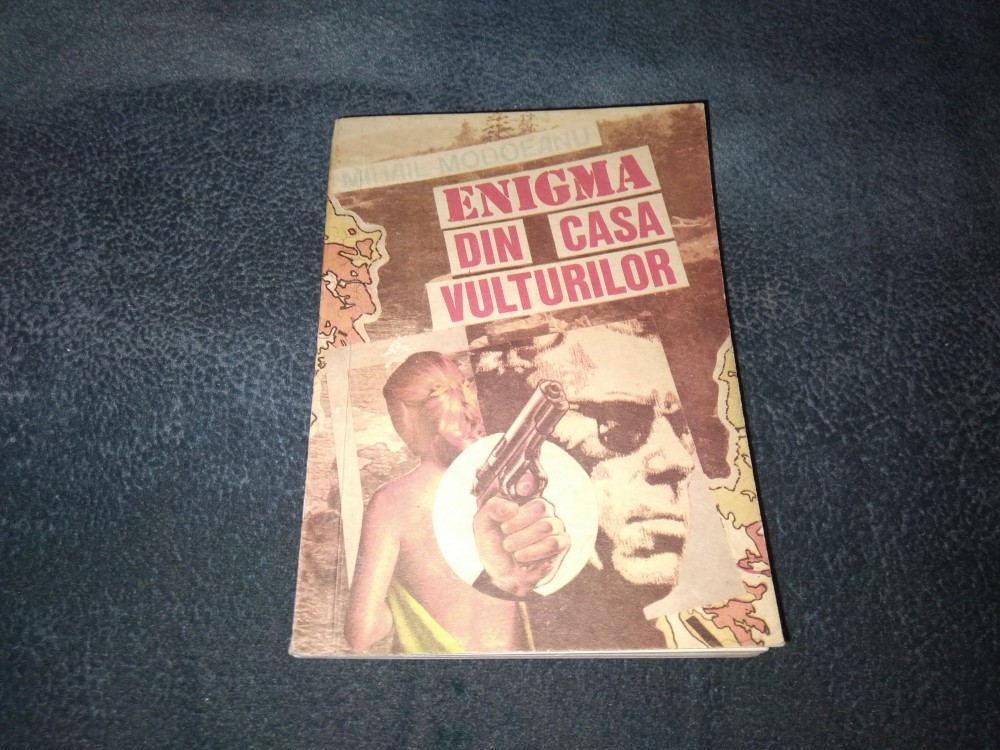 MIHAIL MODOEANU
ENIGMA
DIN CASA
VULTURILOR